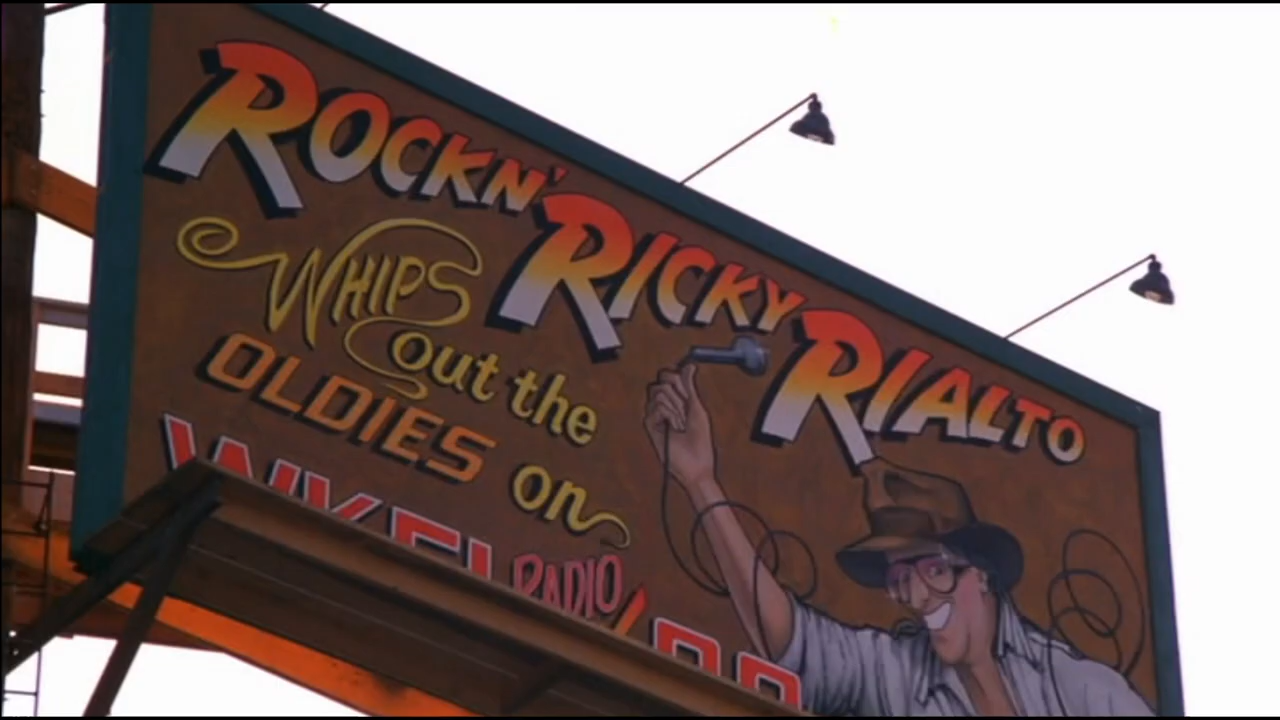 ROCKN' RICKY RIALTO
WHIPS
out the
OLDIES
on
RADIO